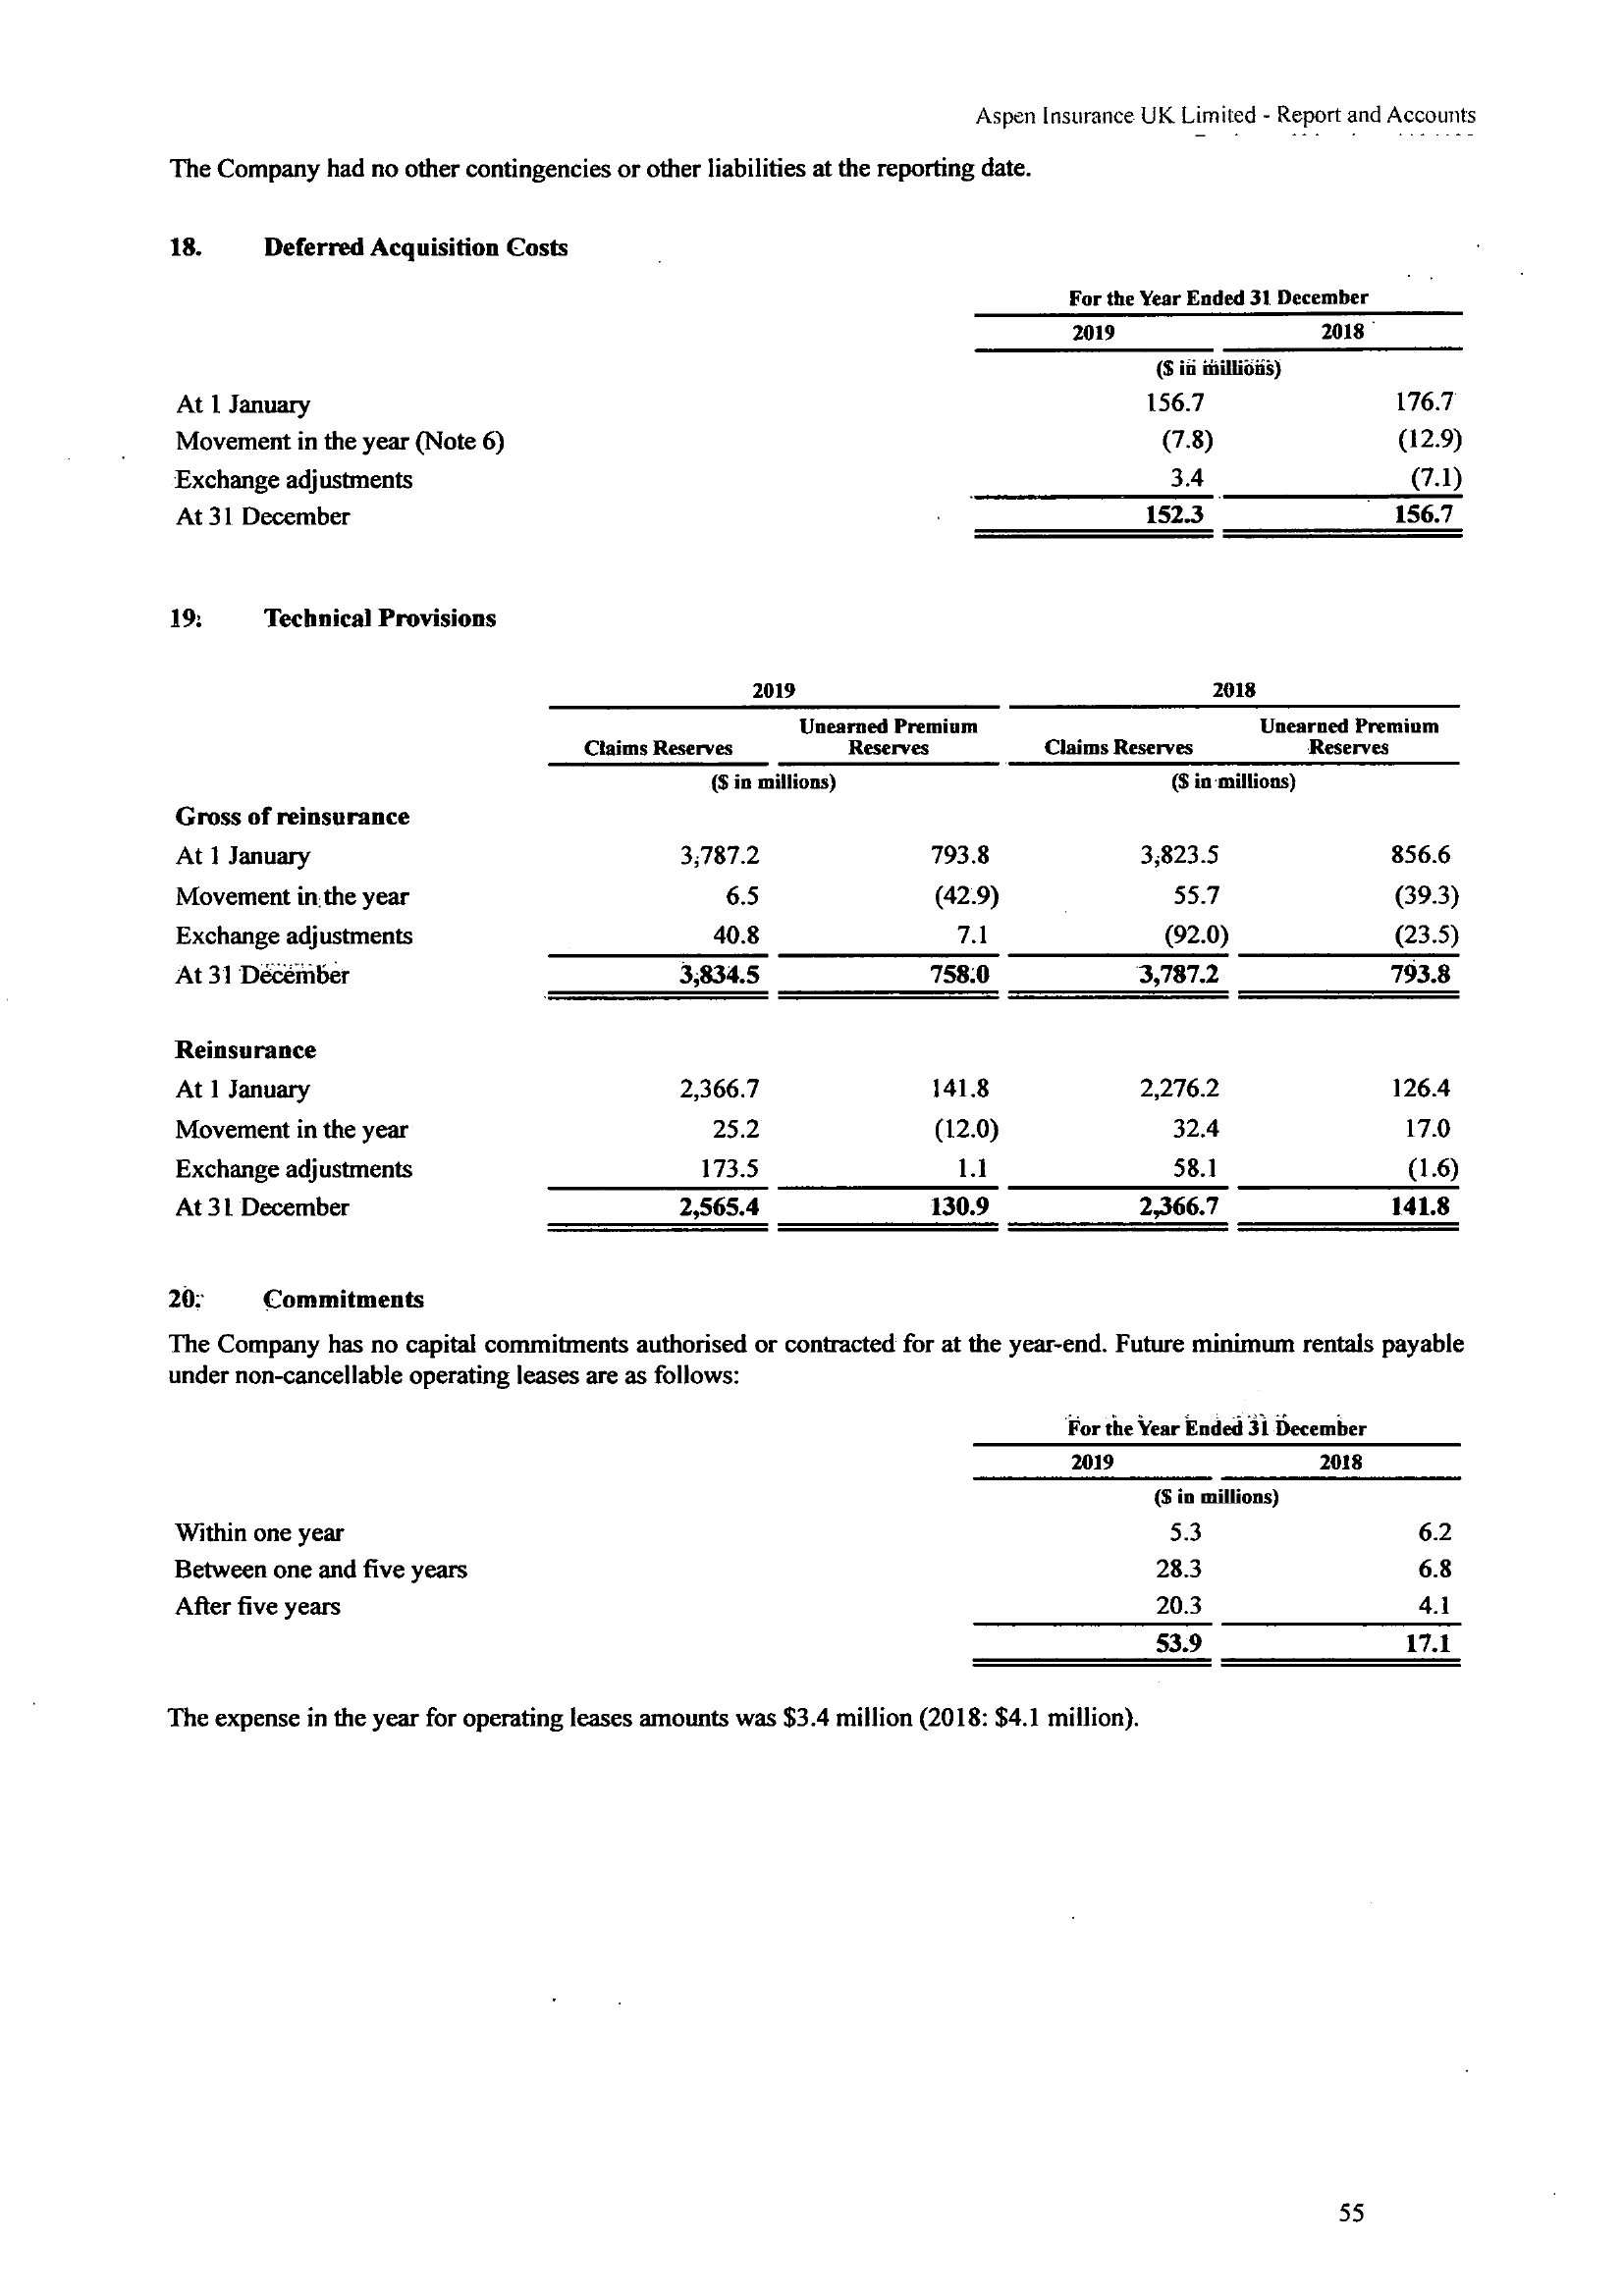 Aspen Insurance UK Limited - Report and Accounts
The Company had no other contingencies or other liabilities at the reporting date.
18. Deferred Acquisition Costs
For the Year Ended 31 December
2019 2018
($ in millions)
At 1 January 156.7 176.7
Movement in the year (Note 6) (7.8) (12.9)
Exchange adjustments 3.4 (7.1)
At 31 December 152.3 156.7
19. Technical Provisions
2019 2018
Claims Reserves Unearned Premium Reserves Claims Reserves Unearned Premium Reserves
($ in millions) ($ in millions)
Gross of reinsurance
At 1 January 3,787.2 793.8 3,823.5 856.6
Movement in the year 6.5 (42.9) 55.7 (39.3)
Exchange adjustments 40.8 7.1 (92.0) (23.5)
At 31 December 3,834.5 758.0 3,787.2 793.8
Reinsurance
At 1 January 2,366.7 141.8 2,276.2 126.4
Movement in the year 25.2 (12.0) 32.4 17.0
Exchange adjustments 173.5 1.1 58.1 (1.6)
At 31 December 2,565.4 130.9 2,366.7 141.8
20. Commitments
The Company has no capital commitments authorised or contracted for at the year-end. Future minimum rentals payable
under non-cancellable operating leases are as follows:
For the Year Ended 31 December
2019 2018
($ in millions)
Within one year 5.3 6.2
Between one and five years 28.3 6.8
After five years 20.3 4.1
53.9 17.1
The expense in the year for operating leases amounts was $3.4 million (2018: $4.1 million).
55